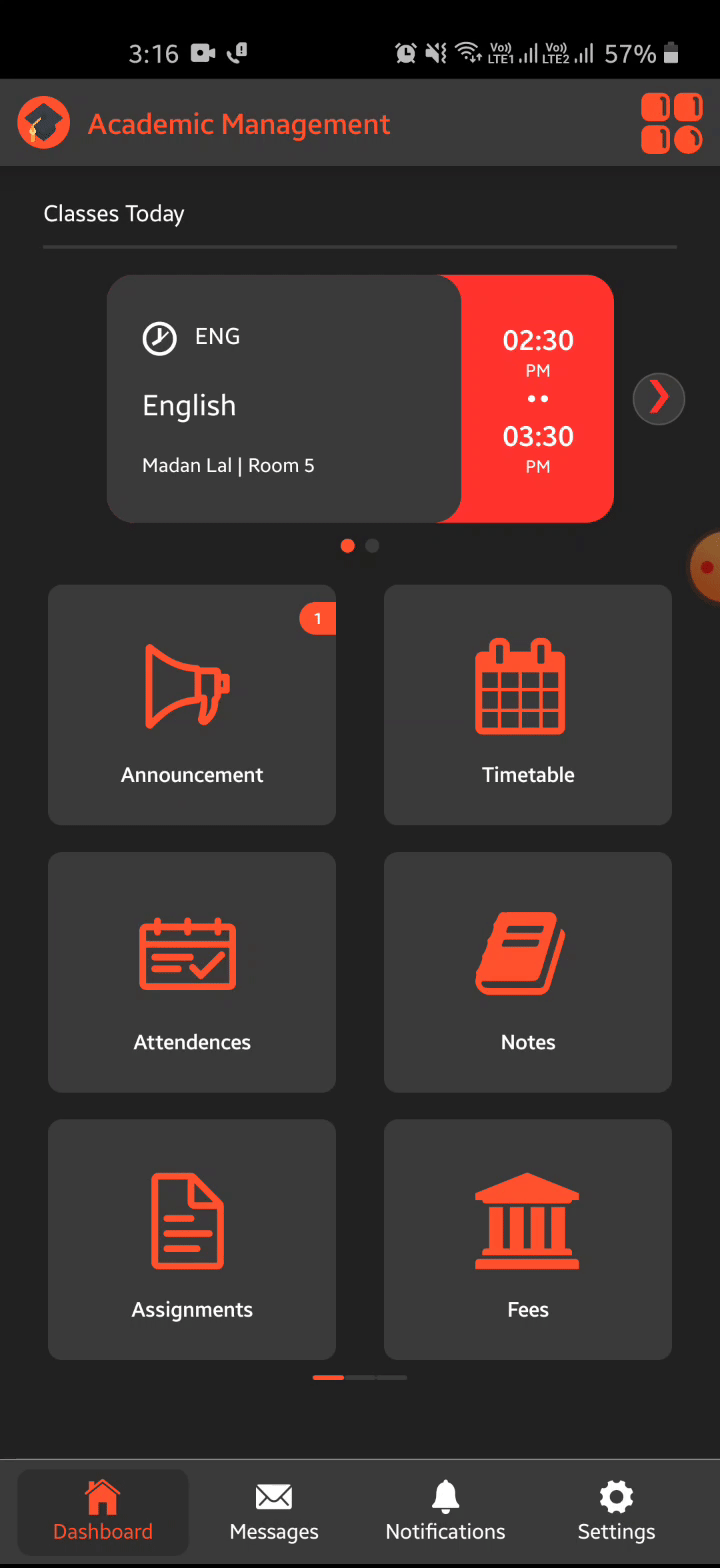 3:16
Vo))
LTE1
Vo))
LTE2
57%
Academic Management
Classes Today
ENG
English
Madan Lal | Room 5
02:30
PM
03:30
PM
1
Announcement
Timetable
Attendences
Notes
Assignments
Fees
Dashboard
Messages
Notifications
Settings